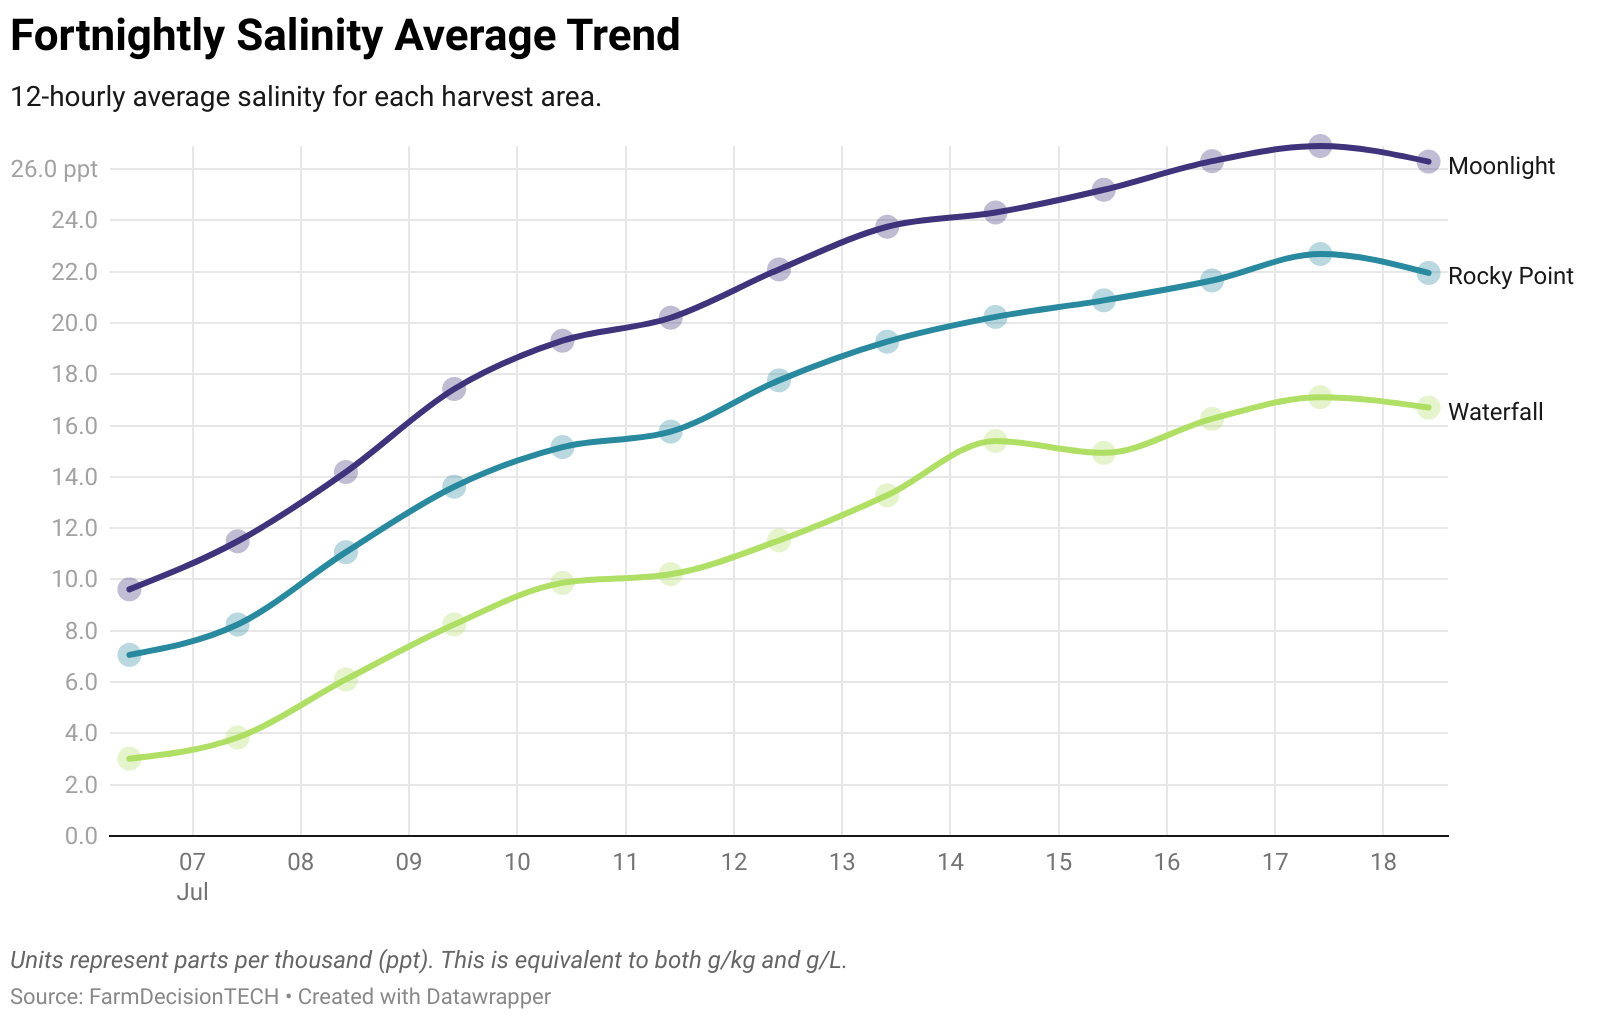 Fortnightly Salinity Average Trend
12-hourly average salinity for each harvest area.
26.0 ppt
24.0
22.0
20.0
18.0
16.0
14.0
12.0
10.0
8.0
6.0
4.0
2.0
0.0
Moonlight
Rocky Point
Waterfall
07 08 09 10 11 12 13 14 15 16 17 18
Jul
Units represent parts per thousand (ppt). This is equivalent to both g/kg and g/L.
Source: FarmDecisionTECH • Created with Datawrapper